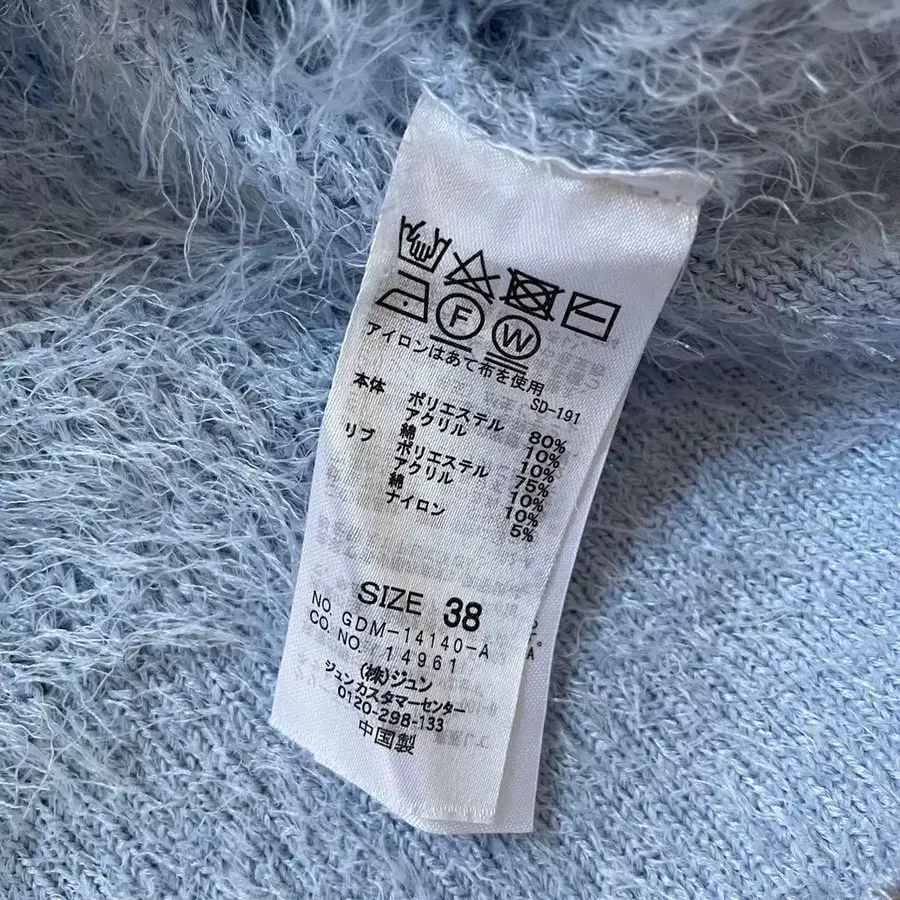 F
W
アイロンはあて布を使用
SD-191
本体 ポリエステル 80%
アクリル 10%
綿 10%
リブ ポリエステル 75%
アクリル 10%
綿 10%
ナイロン 5%
SIZE 38
NO. GDM-14140-A
CO. NO. 14961
(株)ジュン
ジュンカスタマーセンター
0120-298-133
中国製